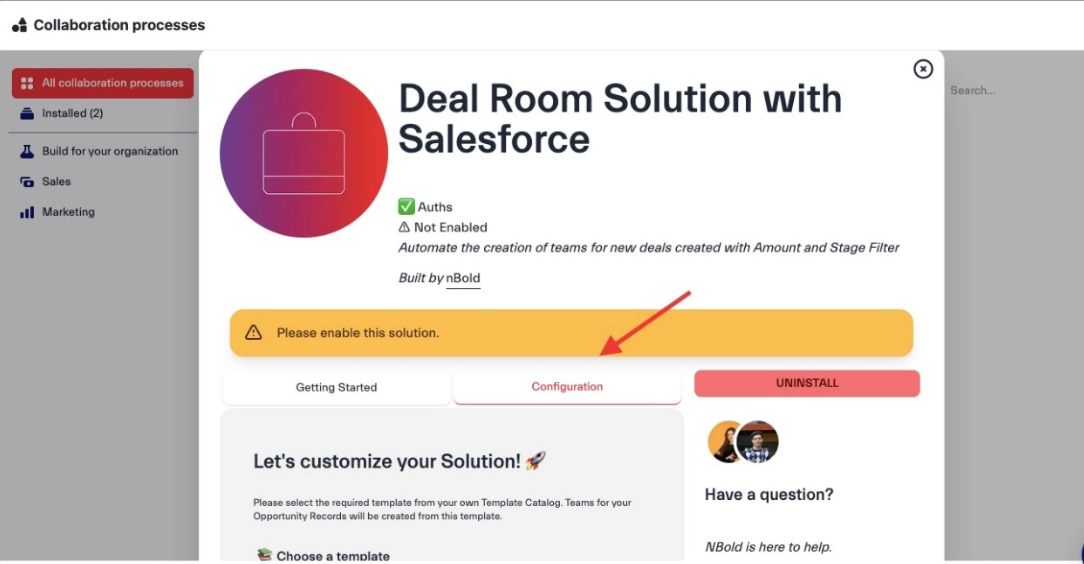 Collaboration processes
All collaboration processes
Installed (2)
Build for your organization
Sales
Marketing
Search...
Deal Room Solution with
Salesforce
✅ Auths
⚠ Not Enabled
Automate the creation of teams for new deals created with Amount and Stage Filter
Built by nBold
Please enable this solution.
Getting Started
Configuration
UNINSTALL
Let's customize your Solution! 🚀
Please select the required template from your own Template Catalog. Teams for your
Opportunity Records will be created from this template.
📚 Choose a template
Have a question?
NBold is here to help.